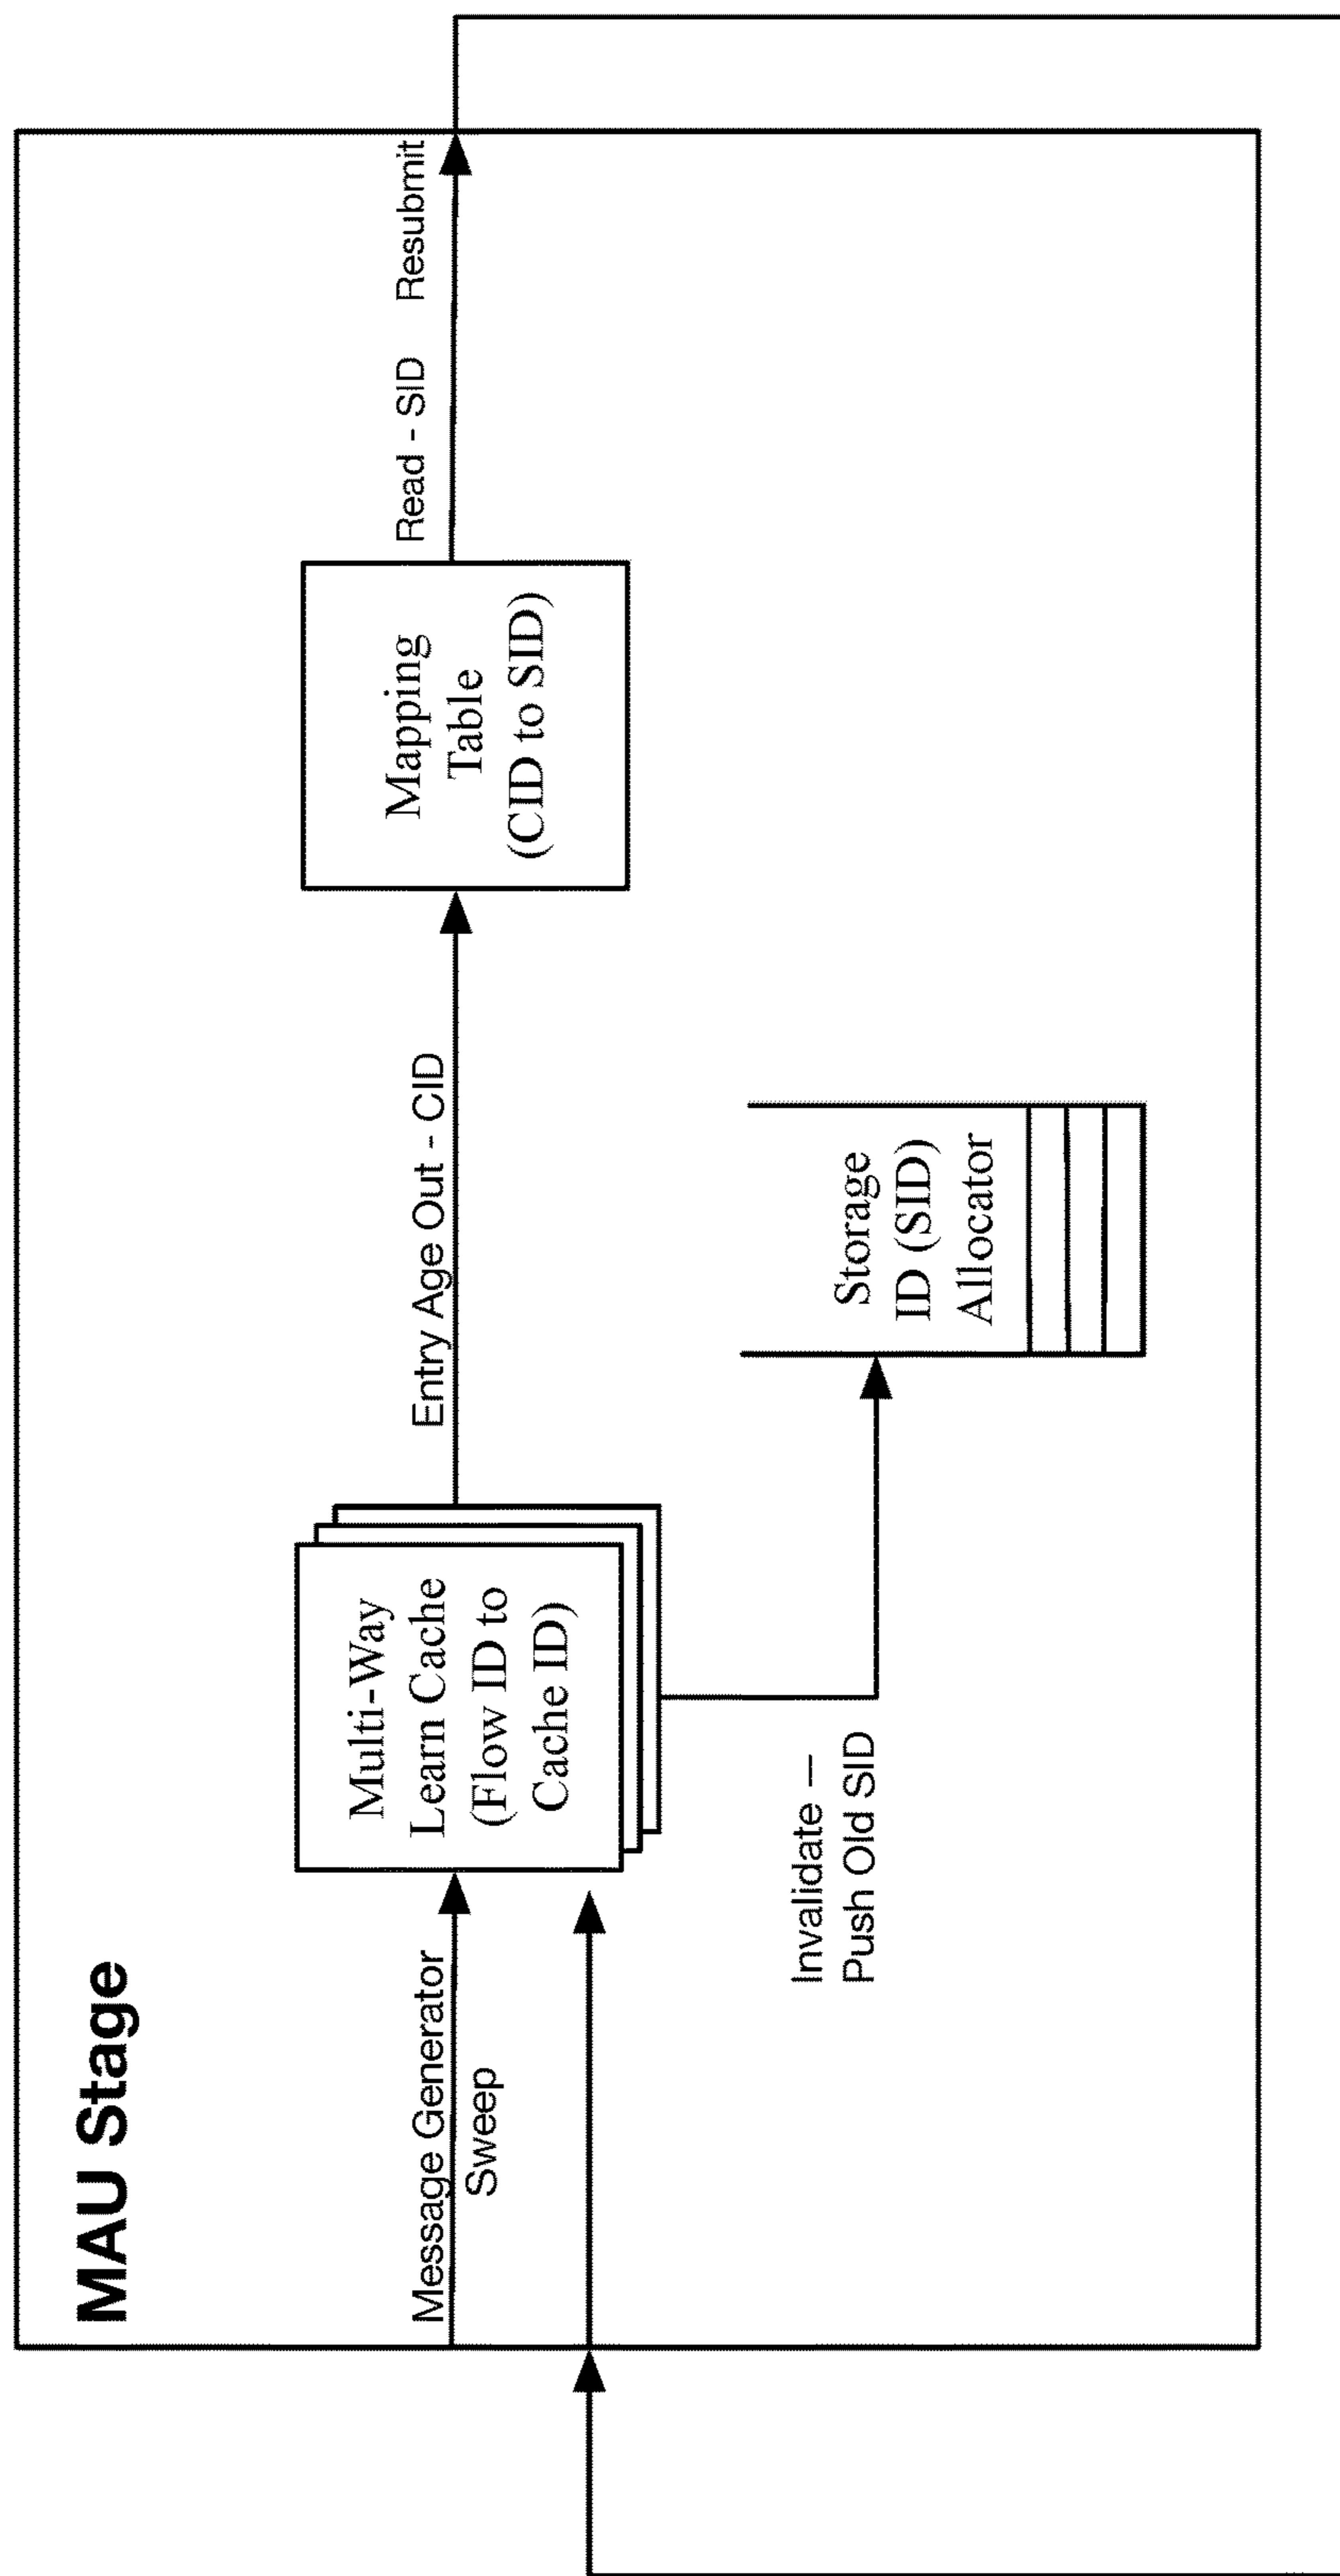 MAU Stage
Message Generator
Sweep
Multi-Way
Learn Cache
(Flow ID to
Cache ID)
Entry Age Out - CID
Mapping
Table
(CID to SID)
Read - SID
Resubmit
Invalidate —
Push Old SID
Storage
ID (SID)
Allocator